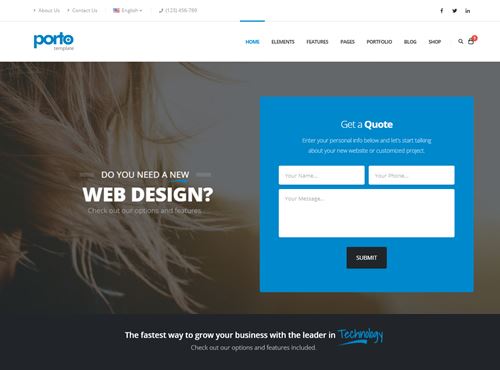 About Us
Contact Us
English
(123) 456-789
porto
template
HOME
ELEMENTS
FEATURES
PAGES
PORTFOLIO
BLOG
SHOP
DO YOU NEED A NEW
WEB DESIGN?
Check out our options and features
Get a Quote
Enter your personal info below and let's start talking
about your new website or customized project.
Your Name...
Your Phone...
Your Message...
SUBMIT
The fastest way to grow your business with the leader in Technology
Check out our options and features included.